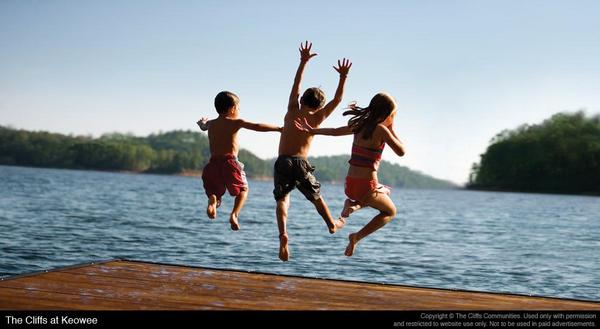 The Cliffs at Keowee
Copyright © The Cliffs Communities. Used only with permission
and restricted to website use only. Not to be used in paid advertisements.